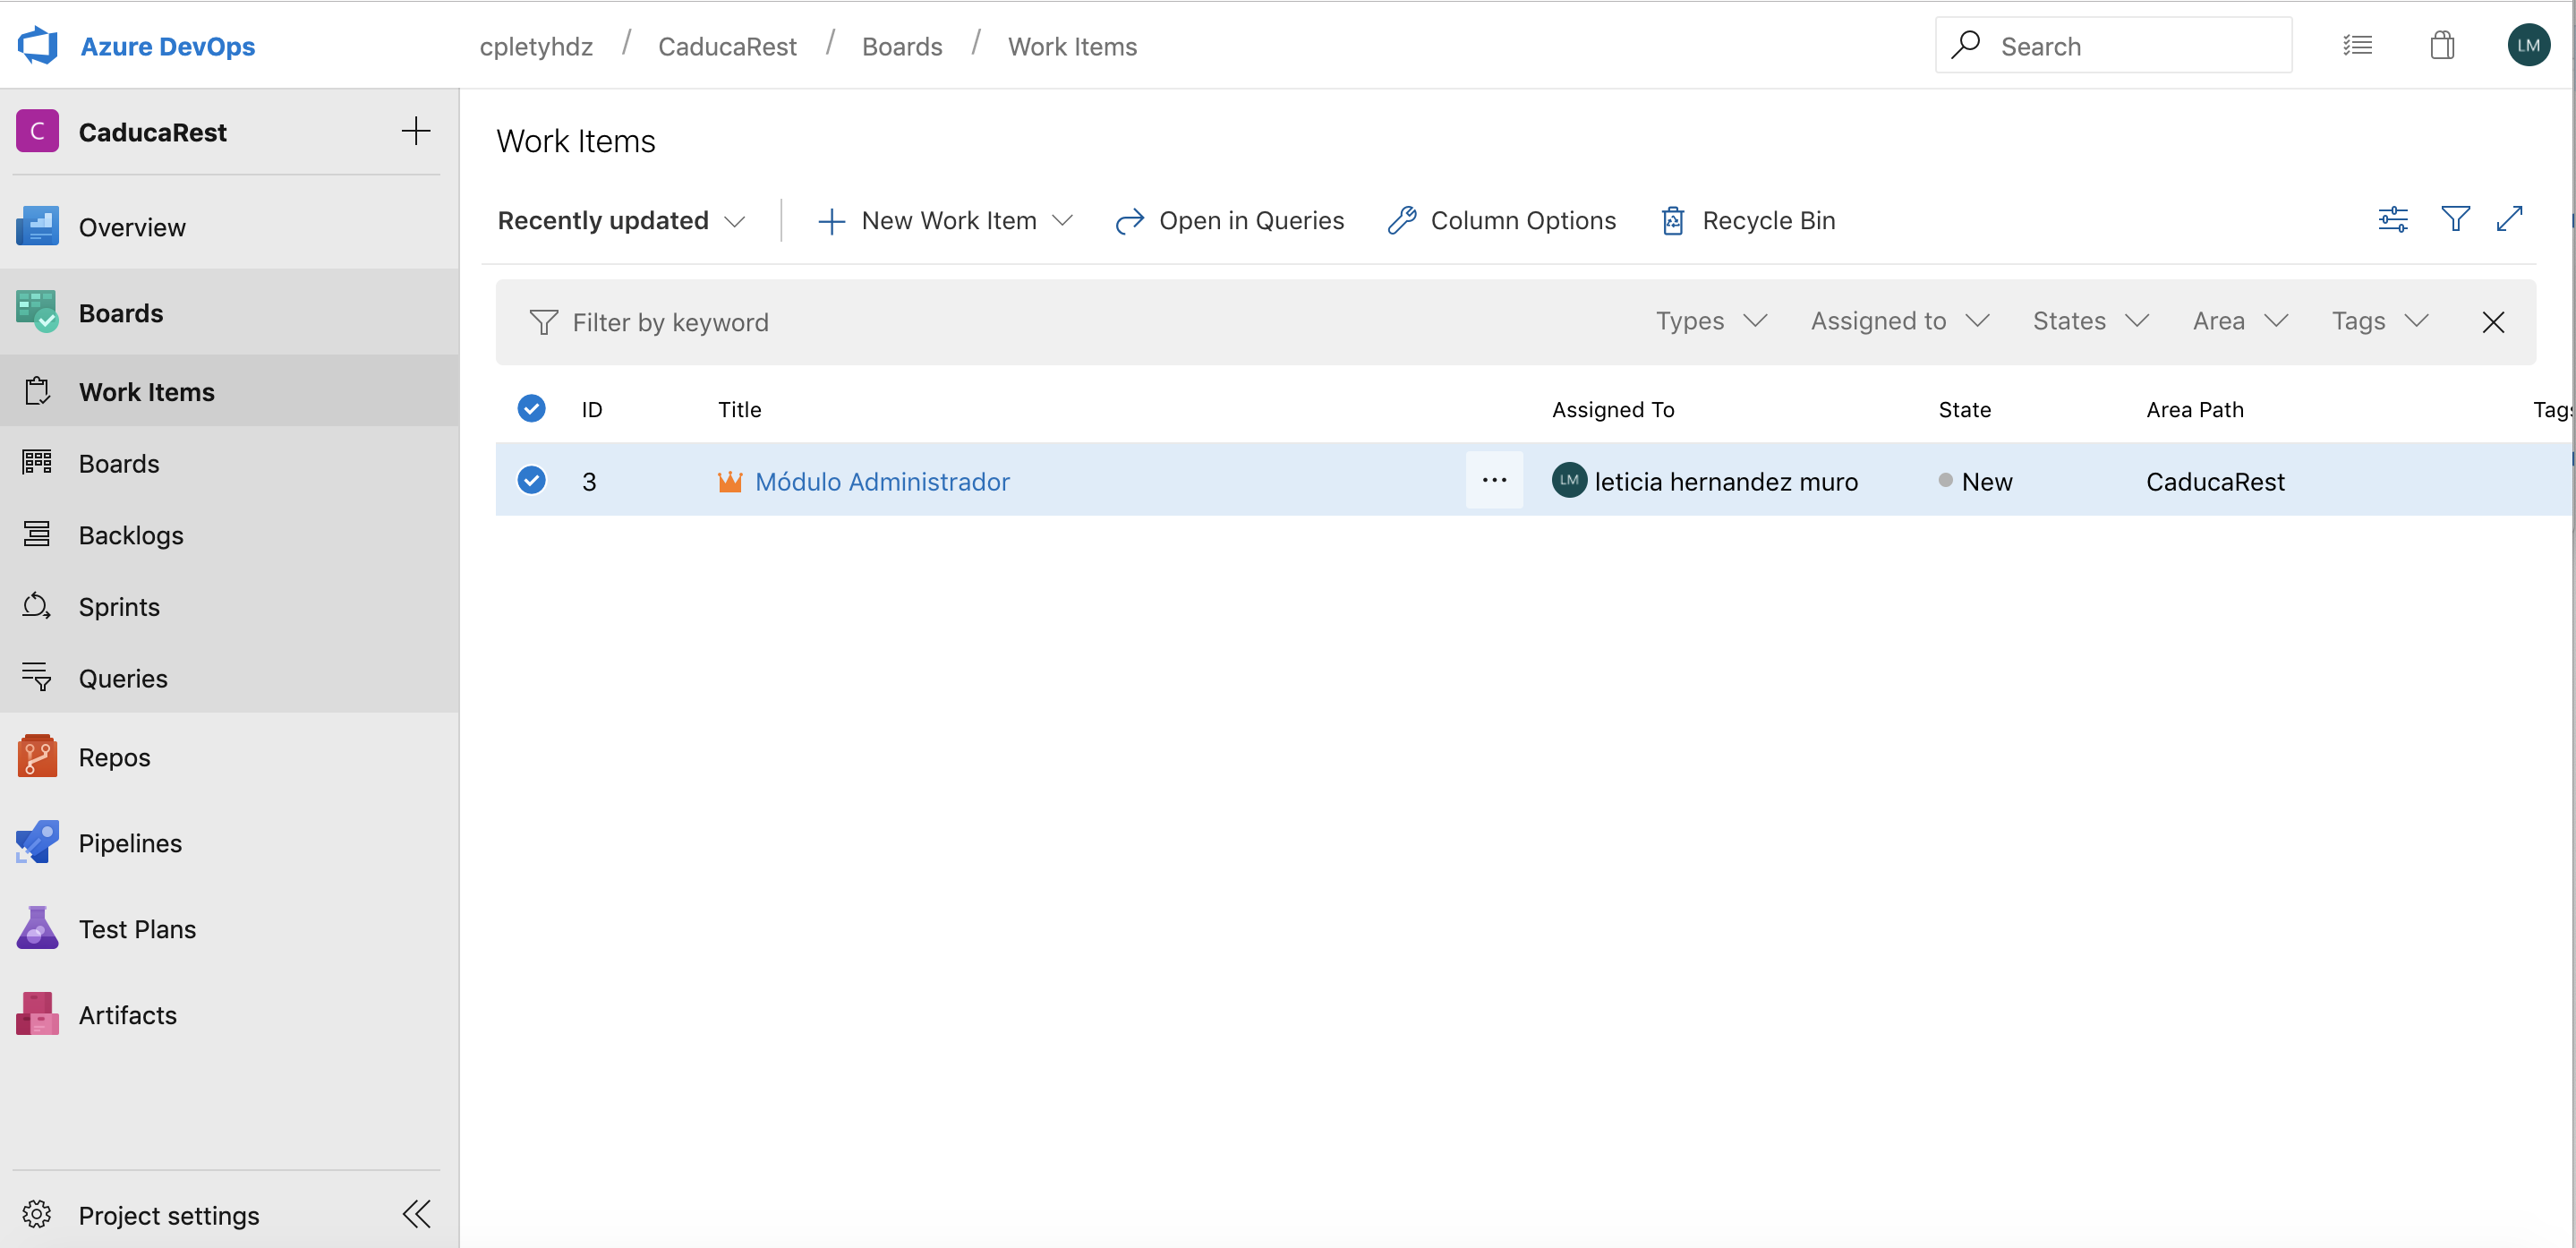 Azure DevOps
cpletyhdz / CaducaRest / Boards / Work Items
Search
LM
C CaducaRest
Overview
Boards
Work Items
Boards
Backlogs
Sprints
Queries
Repos
Pipelines
Test Plans
Artifacts
Project settings
Work Items
Recently updated New Work Item Open in Queries Column Options Recycle Bin
Filter by keyword Types Assigned to States Area Tags
ID Title Assigned To State Area Path Tags
3 Módulo Administrador ... LM leticia hernandez muro New CaducaRest